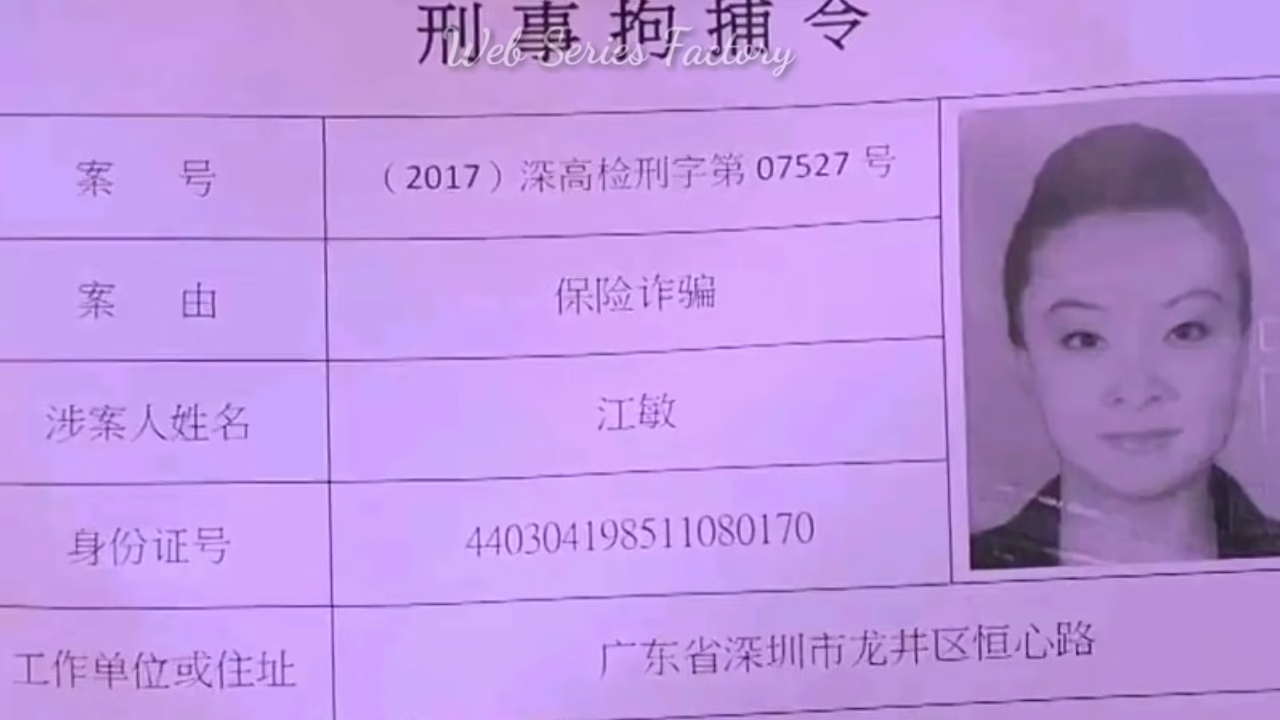 刑事拘捕令
Web Series Factory
案 号 （2017）深高检刑字第 07527 号
案 由 保险诈骗
涉案人姓名 江敏
身份证号 440304198511080170
工作单位或住址 广东省深圳市龙井区恒心路